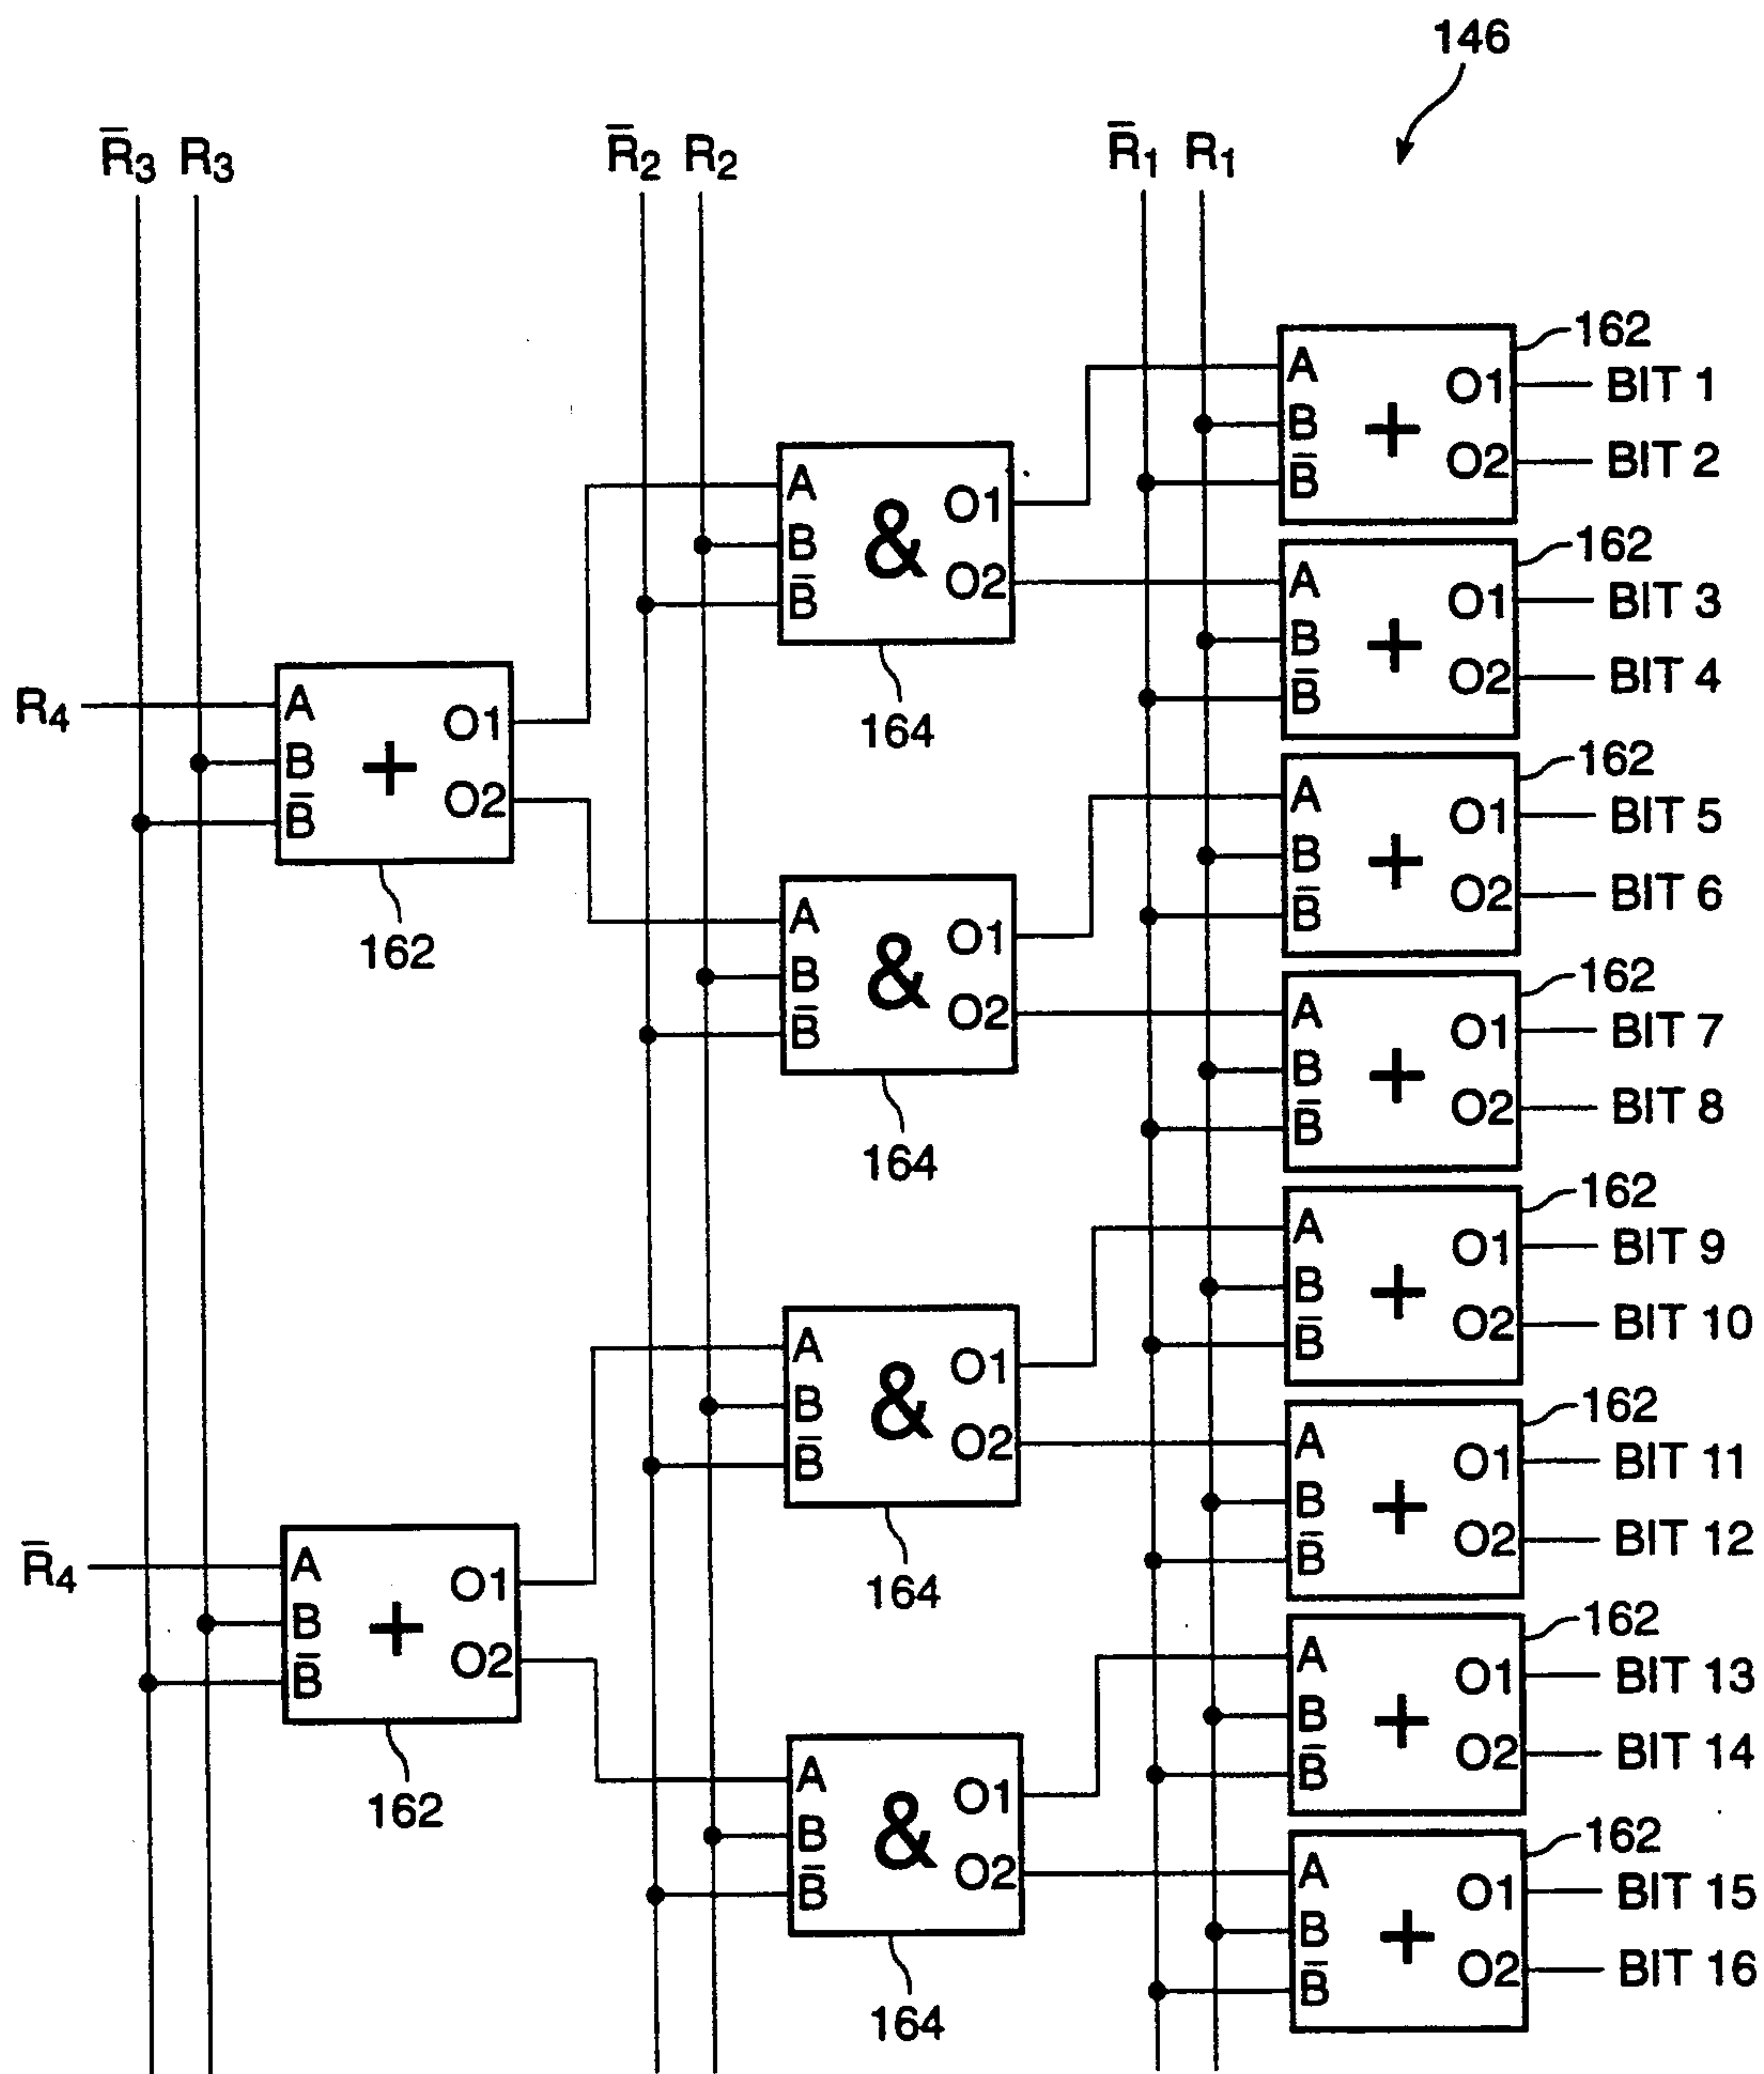 146
R̄3 R3 R̄2 R2 R̄1 R1
162
A O1 BIT 1
B + O2 BIT 2
B̄
162
A O1 BIT 3
B + O2 BIT 4
B̄
162
A O1 BIT 5
B + O2 BIT 6
B̄
162
A O1 BIT 7
B + O2 BIT 8
B̄
162
A O1 BIT 9
B + O2 BIT 10
B̄
162
A O1 BIT 11
B + O2 BIT 12
B̄
162
A O1 BIT 13
B + O2 BIT 14
B̄
162
A O1 BIT 15
B + O2 BIT 16
B̄
A O1
B & O2
B̄
164
A O1
B & O2
B̄
164
A O1
B & O2
B̄
164
A O1
B & O2
B̄
164
R4 A O1
B + O2
B̄
162
R̄4 A O1
B + O2
B̄
162